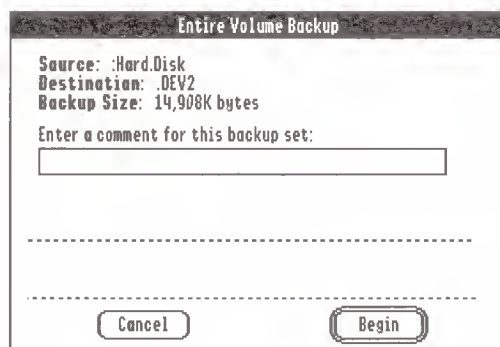 Entire Volume Backup
Source: :Hard.Disk
Destination: .DEV2
Backup Size: 14,908K bytes
Enter a comment for this backup set:
Cancel
Begin